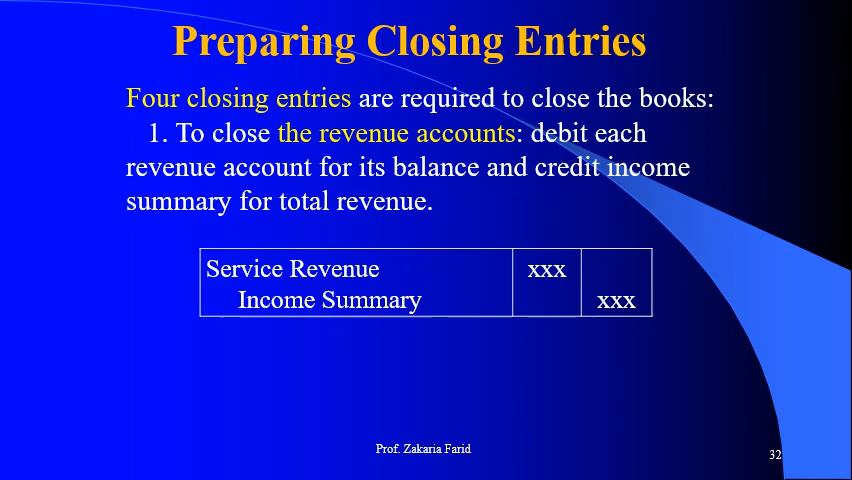 Preparing Closing Entries
Four closing entries are required to close the books:
1. To close the revenue accounts: debit each
revenue account for its balance and credit income
summary for total revenue.
Service Revenue xxx
Income Summary xxx
Prof. Zakaria Farid
32